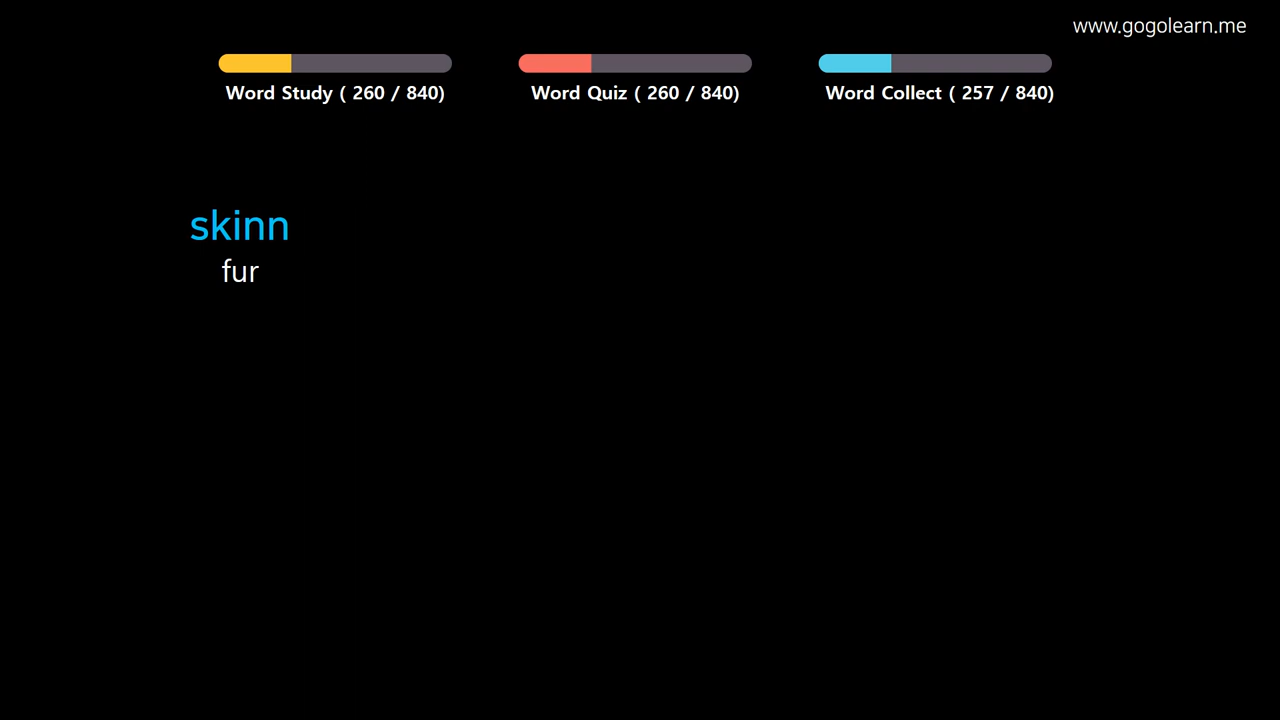 www.gogolearn.me
Word Study ( 260 / 840)
Word Quiz ( 260 / 840)
Word Collect ( 257 / 840)
skinn
fur